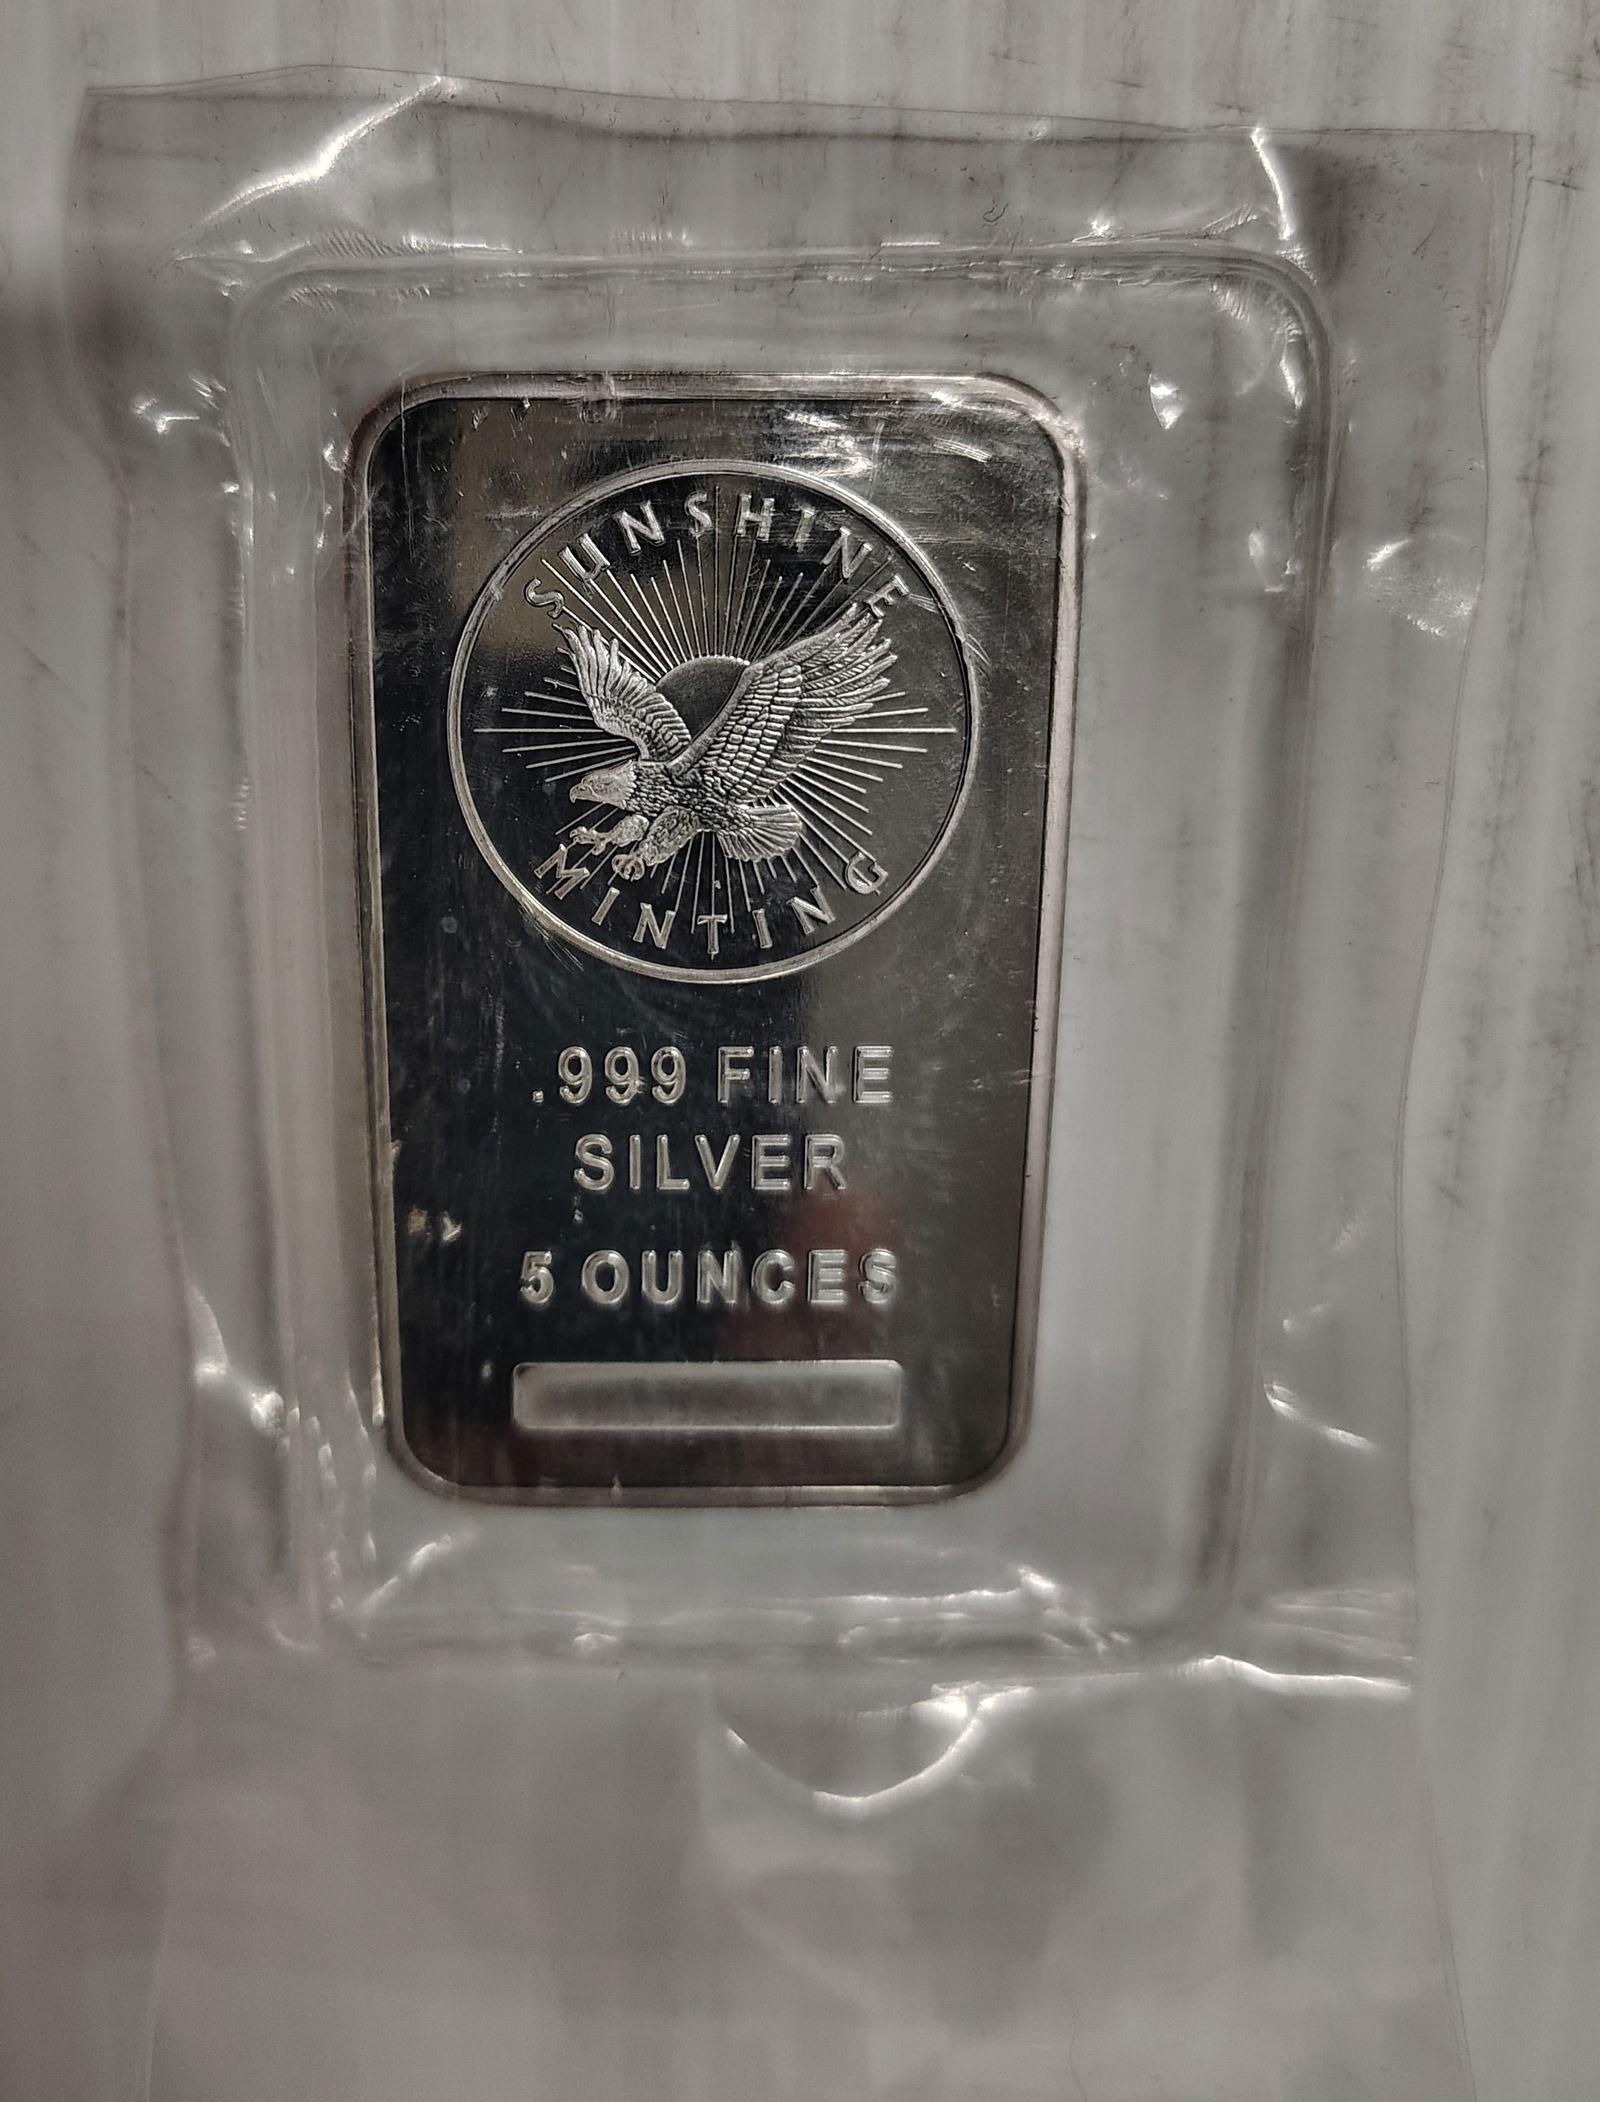 SUNSHINE
MINTING
.999 FINE
SILVER
5 OUNCES